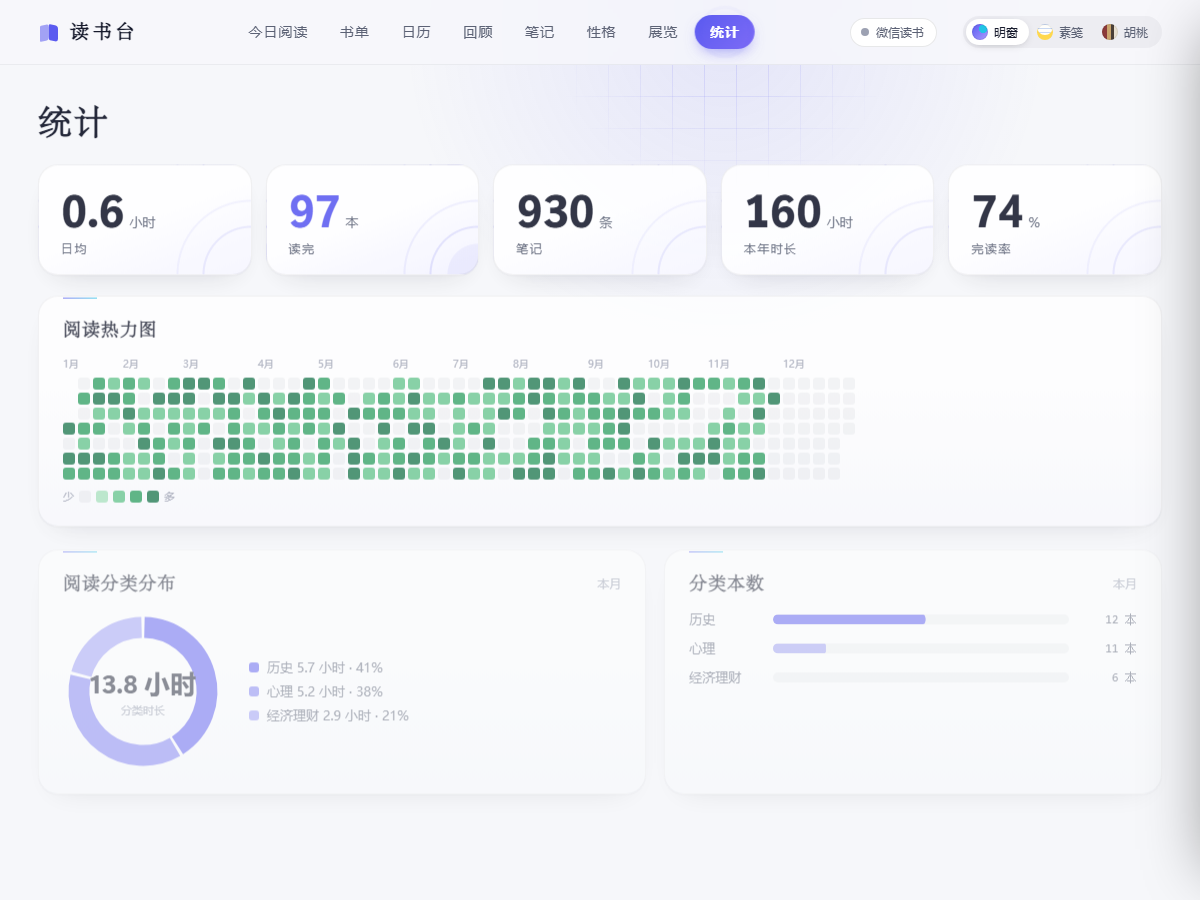 读书台
今日阅读 书单 日历 回顾 笔记 性格 展览 统计
微信读书
明窗 素笺 胡桃
统计
0.6 小时
日均
97 本
读完
930 条
笔记
160 小时
本年时长
74 %
完读率
阅读热力图
1月 2月 3月 4月 5月 6月 7月 8月 9月 10月 11月 12月
少 多
阅读分类分布 本月
13.8 小时
分类时长
历史 5.7 小时 · 41%
心理 5.2 小时 · 38%
经济理财 2.9 小时 · 21%
分类本数 本月
历史 12 本
心理 11 本
经济理财 6 本